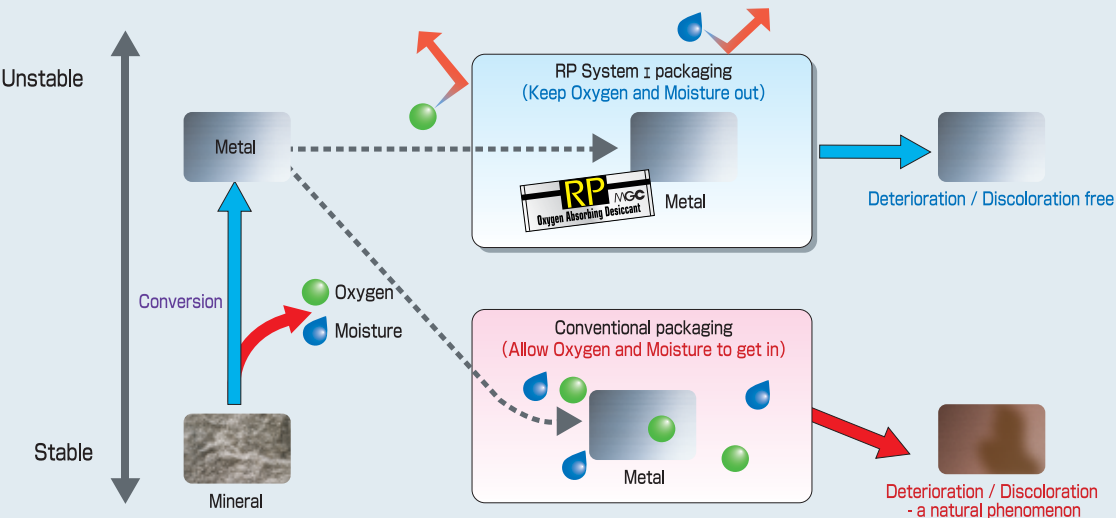 Unstable
RP System I packaging
(Keep Oxygen and Moisture out)
Metal
RP
MGC
Oxygen Absorbing Desiccant
Metal
Deterioration / Discoloration free
Conversion
Oxygen
Moisture
Conventional packaging
(Allow Oxygen and Moisture to get in)
Stable
Mineral
Metal
Deterioration / Discoloration
- a natural phenomenon